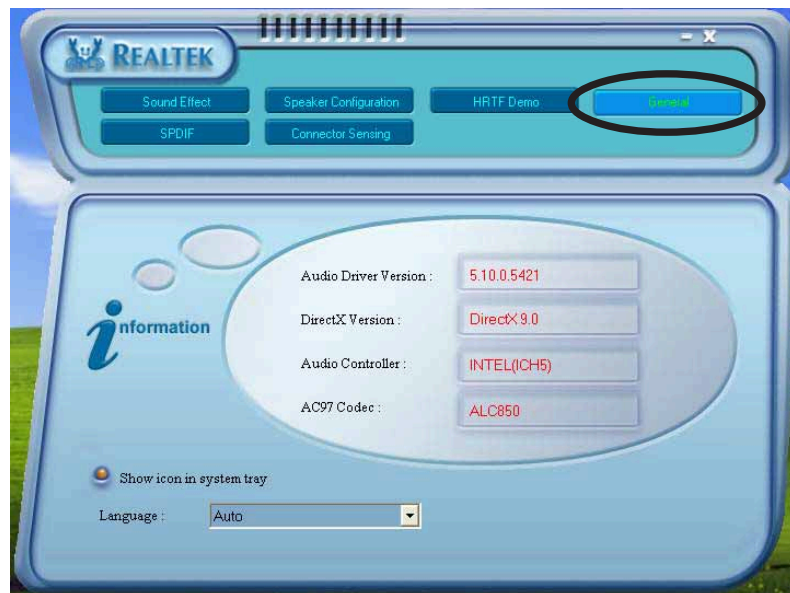 REALTEK
- X
Sound Effect
Speaker Configuration
HRTF Demo
General
SPDIF
Connector Sensing
information
Audio Driver Version :
5.10.0.5421
DirectX Version :
DirectX 9.0
Audio Controller :
INTEL(ICH5)
AC97 Codec :
ALC850
Show icon in system tray
Language :
Auto